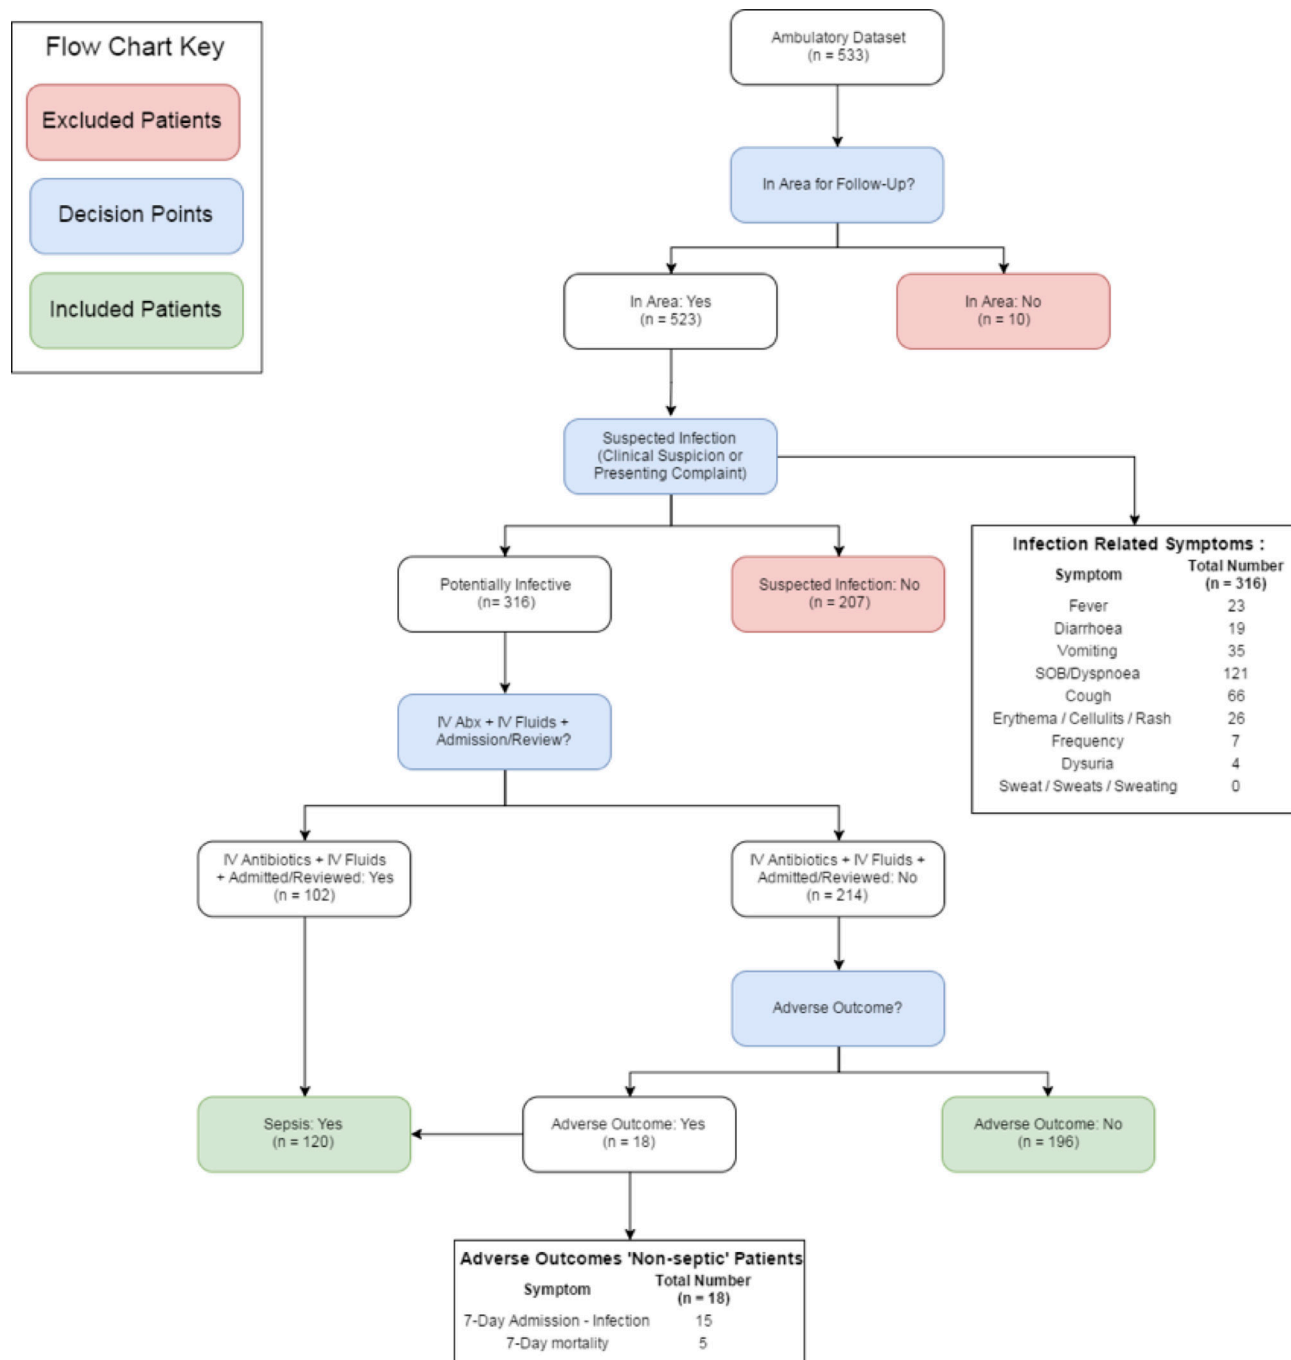 Flow Chart Key
Excluded Patients
Decision Points
Included Patients
Ambulatory Dataset
(n = 533)
In Area for Follow-Up?
In Area: Yes
(n = 523)
In Area: No
(n = 10)
Suspected Infection
(Clinical Suspicion or
Presenting Complaint)
Potentially Infective
(n= 316)
Suspected Infection: No
(n = 207)
Infection Related Symptoms :
Symptom Total Number
(n = 316)
Fever 23
Diarrhoea 19
Vomiting 35
SOB/Dyspnoea 121
Cough 66
Erythema / Cellulits / Rash 26
Frequency 7
Dysuria 4
Sweat / Sweats / Sweating 0
IV Abx + IV Fluids +
Admission/Review?
IV Antibiotics + IV Fluids
+ Admitted/Reviewed: Yes
(n = 102)
IV Antibiotics + IV Fluids +
Admitted/Reviewed: No
(n = 214)
Adverse Outcome?
Sepsis: Yes
(n = 120)
Adverse Outcome: Yes
(n = 18)
Adverse Outcome: No
(n = 196)
Adverse Outcomes 'Non-septic' Patients
Symptom Total Number
(n = 18)
7-Day Admission - Infection 15
7-Day mortality 5